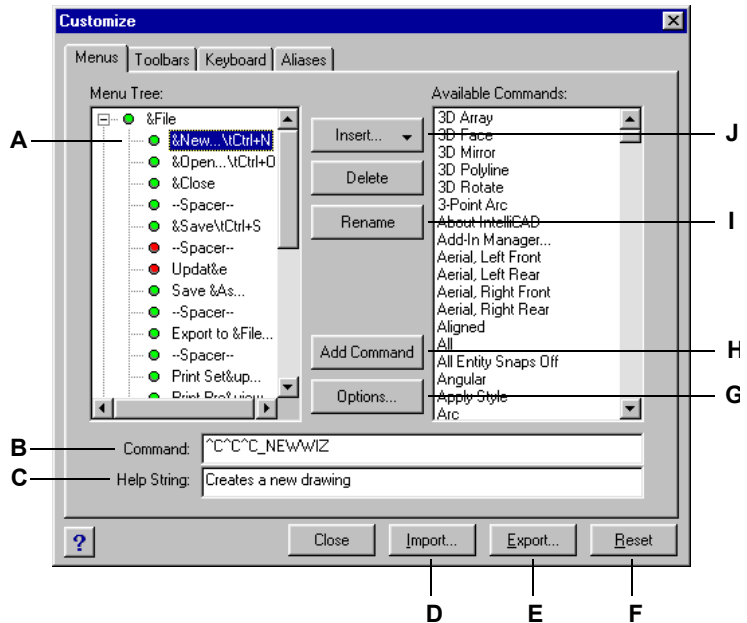 Customize
Menus Toolbars Keyboard Aliases
Menu Tree:
&File
&New...\tCtrl+N
&Open...\tCtrl+O
&Close
--Spacer--
&Save\tCtrl+S
--Spacer--
Updat&e
Save &As...
--Spacer--
Export to &File...
--Spacer--
Print Set&up...
Print Pre&view
Insert...
Delete
Rename
Add Command
Options...
Available Commands:
3D Array
3D Face
3D Mirror
3D Polyline
3D Rotate
3-Point Arc
About IntelliCAD
Add-In Manager...
Aerial, Left Front
Aerial, Left Rear
Aerial, Right Front
Aerial, Right Rear
Aligned
All
All Entity Snaps Off
Angular
Apply Style
Arc
Command: ^C^C^C_NEWWIZ
Help String: Creates a new drawing
? Close Import... Export... Reset
A
B
C
D E F
J
I
H
G